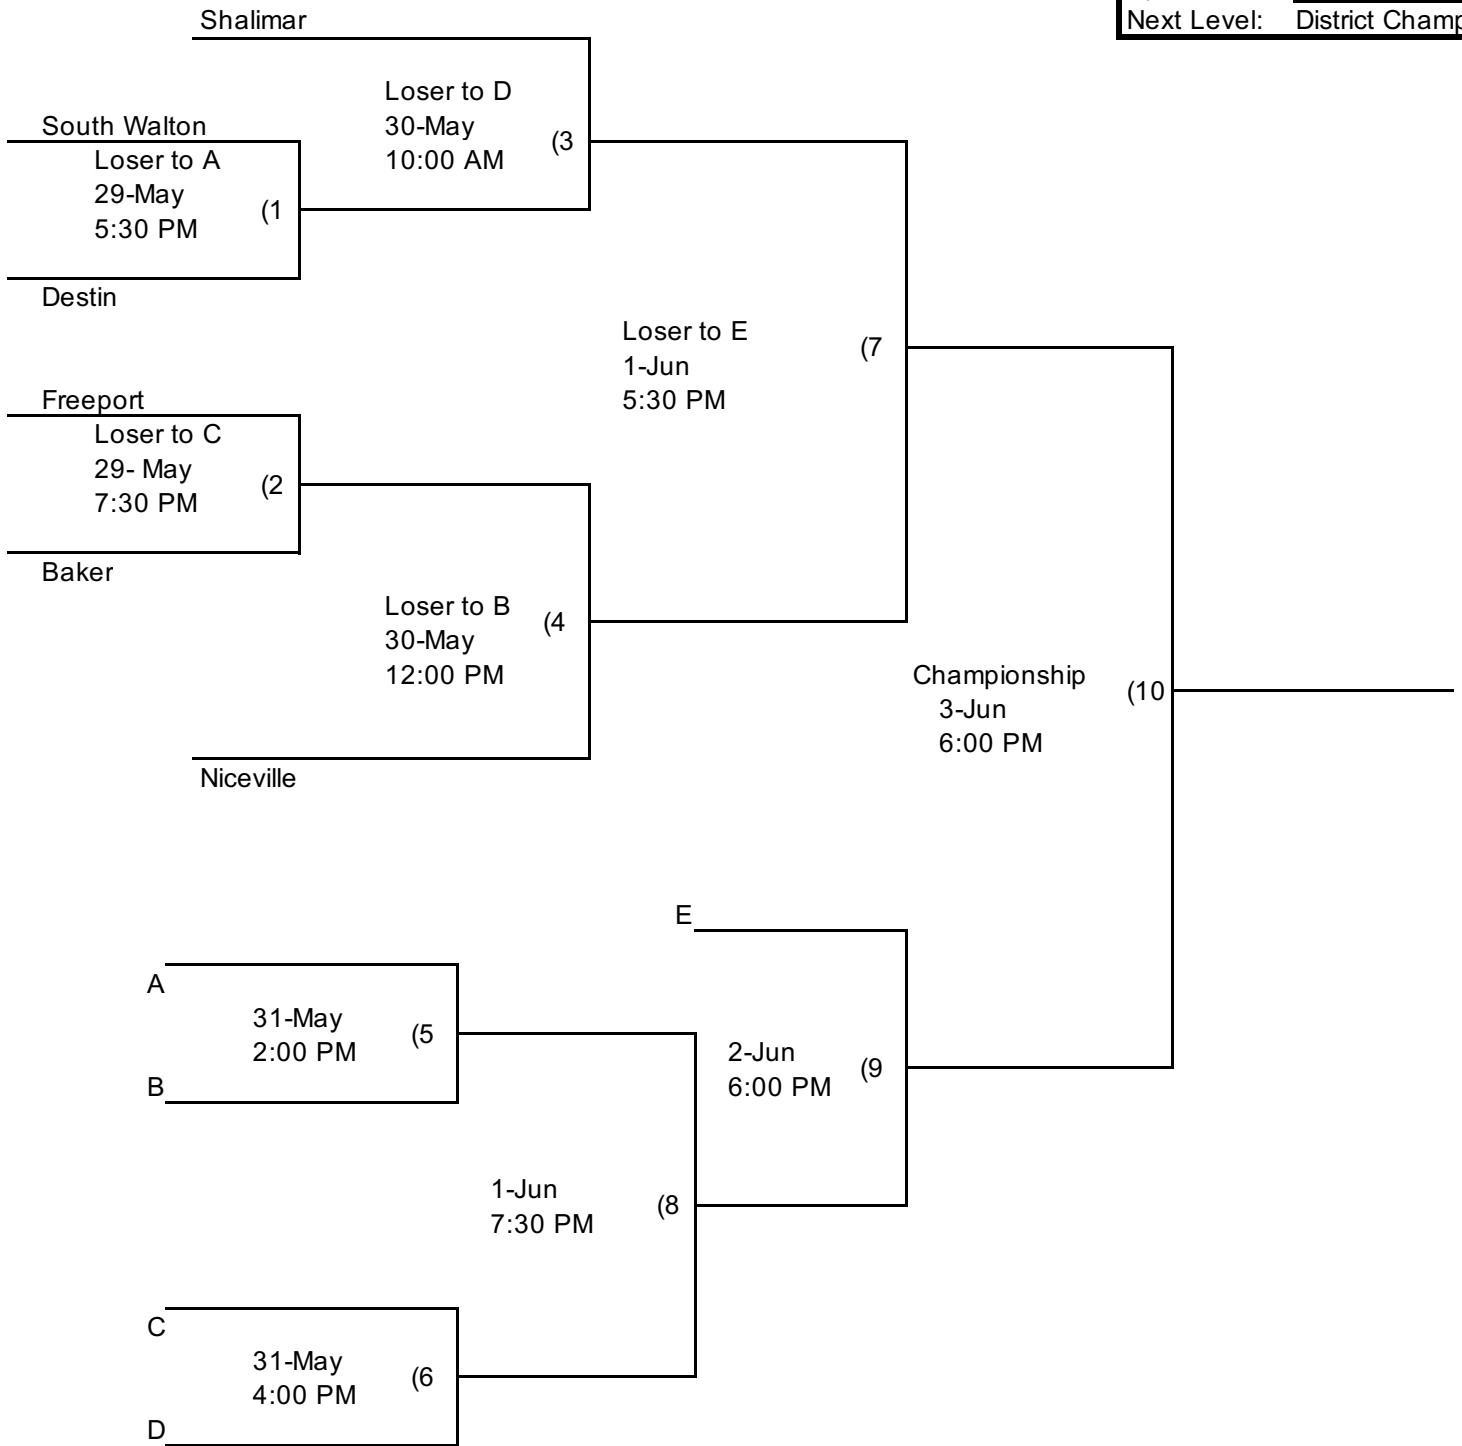 Shalimar
Next Level: District Champ
Loser to D
30-May
10:00 AM
(3
South Walton
Loser to A
29-May
5:30 PM
(1
Destin
Loser to E
1-Jun
5:30 PM
(7
Freeport
Loser to C
29- May
7:30 PM
(2
Baker
Loser to B
30-May
12:00 PM
(4
Championship
3-Jun
6:00 PM
(10
Niceville
E
A
31-May
2:00 PM
(5
B
2-Jun
6:00 PM
(9
1-Jun
7:30 PM
(8
C
31-May
4:00 PM
(6
D